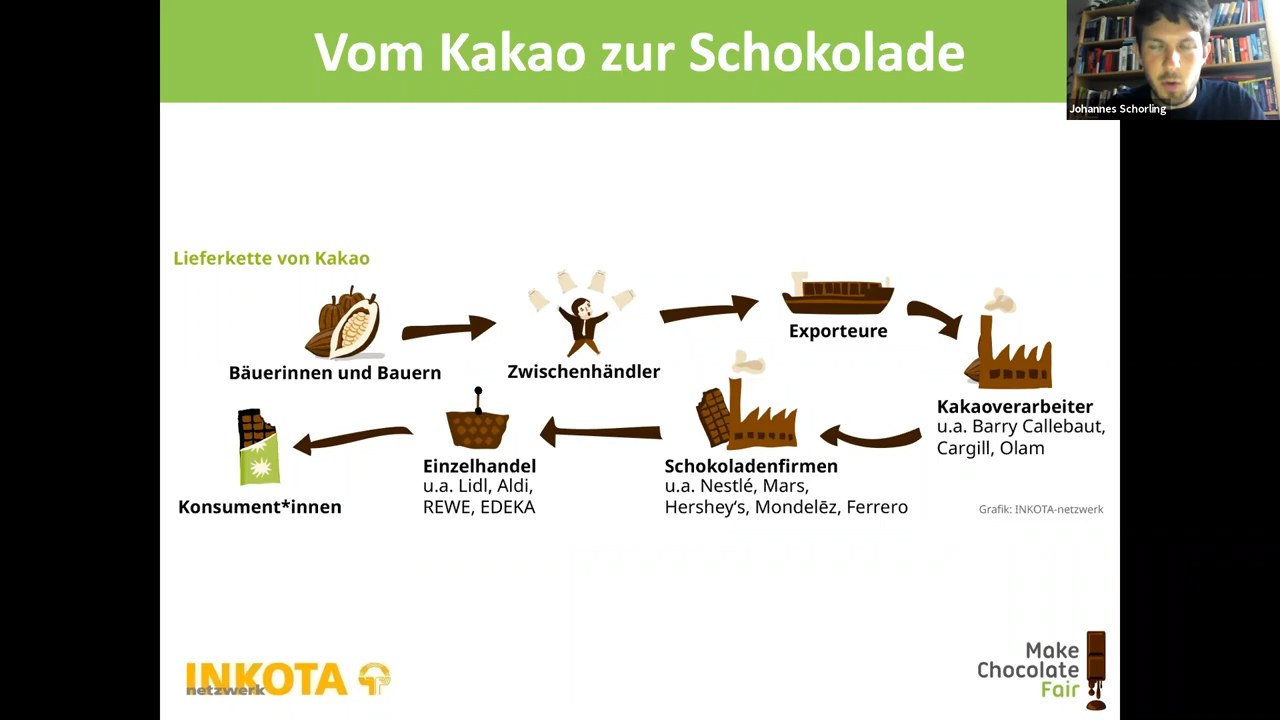 Vom Kakao zur Schokolade
Johannes Schorling
Lieferkette von Kakao
Bäuerinnen und Bauern
Zwischenhändler
Exporteure
Kakaoverarbeiter
u.a. Barry Callebaut,
Cargill, Olam
Schokoladenfirmen
u.a. Nestlé, Mars,
Hershey‘s, Mondelēz, Ferrero
Einzelhandel
u.a. Lidl, Aldi,
REWE, EDEKA
Konsument*innen
Grafik: INKOTA-netzwerk
INKOTA
netzwerk
Make
Chocolate
Fair